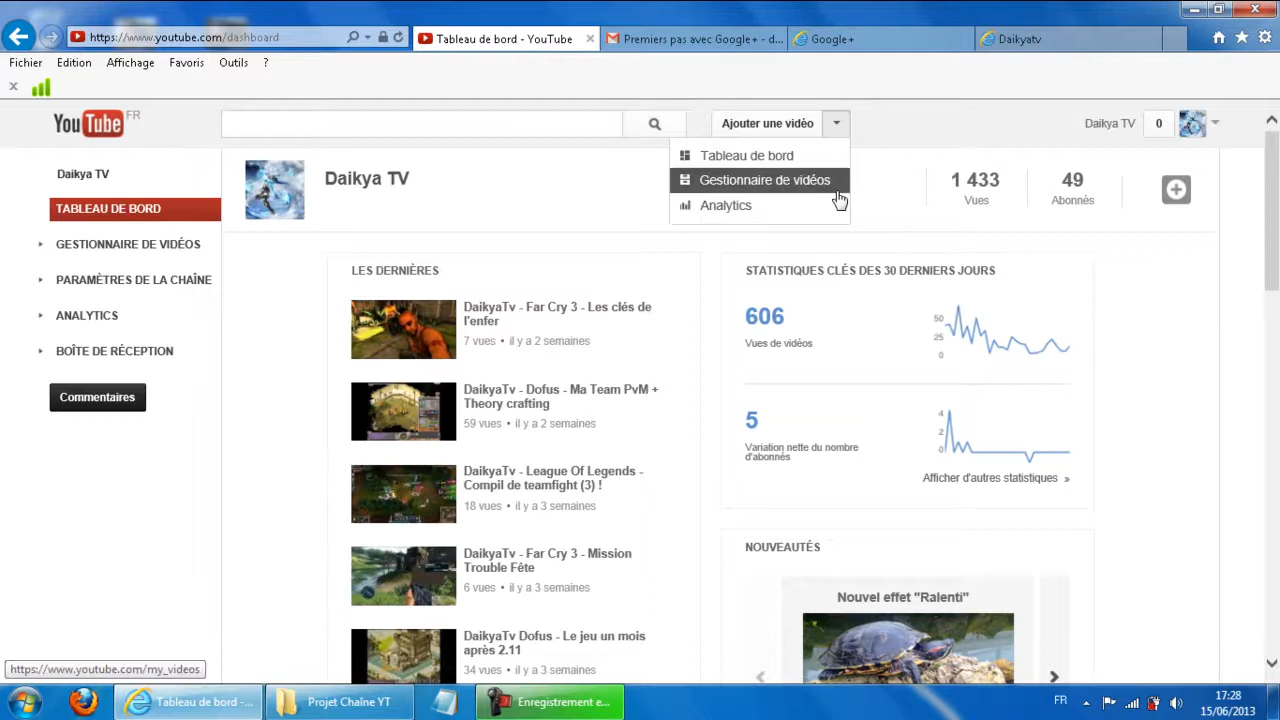 https://www.youtube.com/dashboard
Tableau de bord - YouTube
Premiers pas avec Google+ - d...
Google+
Daikyatv
Fichier Edition Affichage Favoris Outils ?
YouTube FR
Ajouter une vidéo
Daikya TV 0
Tableau de bord
Gestionnaire de vidéos
Analytics
Daikya TV
TABLEAU DE BORD
GESTIONNAIRE DE VIDÉOS
PARAMÈTRES DE LA CHAÎNE
ANALYTICS
BOÎTE DE RÉCEPTION
Commentaires
Daikya TV
1 433
Vues
49
Abonnés
LES DERNIÈRES
DaikyaTv - Far Cry 3 - Les clés de
l'enfer
7 vues • il y a 2 semaines
DaikyaTv - Dofus - Ma Team PvM +
Theory crafting
59 vues • il y a 2 semaines
DaikyaTv - League Of Legends -
Compil de teamfight (3) !
18 vues • il y a 3 semaines
DaikyaTv - Far Cry 3 - Mission
Trouble Fête
6 vues • il y a 3 semaines
DaikyaTv Dofus - Le jeu un mois
après 2.11
34 vues • il y a 3 semaines
STATISTIQUES CLÉS DES 30 DERNIERS JOURS
606
Vues de vidéos
50
25
0
5
Variation nette du nombre
d'abonnés
4
2
0
Afficher d'autres statistiques »
NOUVEAUTÉS
Nouvel effet "Ralenti"
https://www.youtube.com/my_videos
Tableau de bord -...
Projet Chaîne YT
Enregistrement e...
FR
17:28
15/06/2013